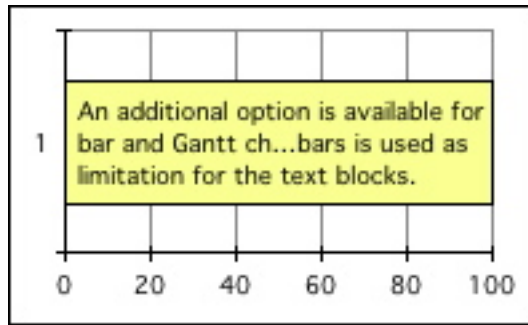 An additional option is available for
1 bar and Gantt ch...bars is used as
limitation for the text blocks.
0 20 40 60 80 100